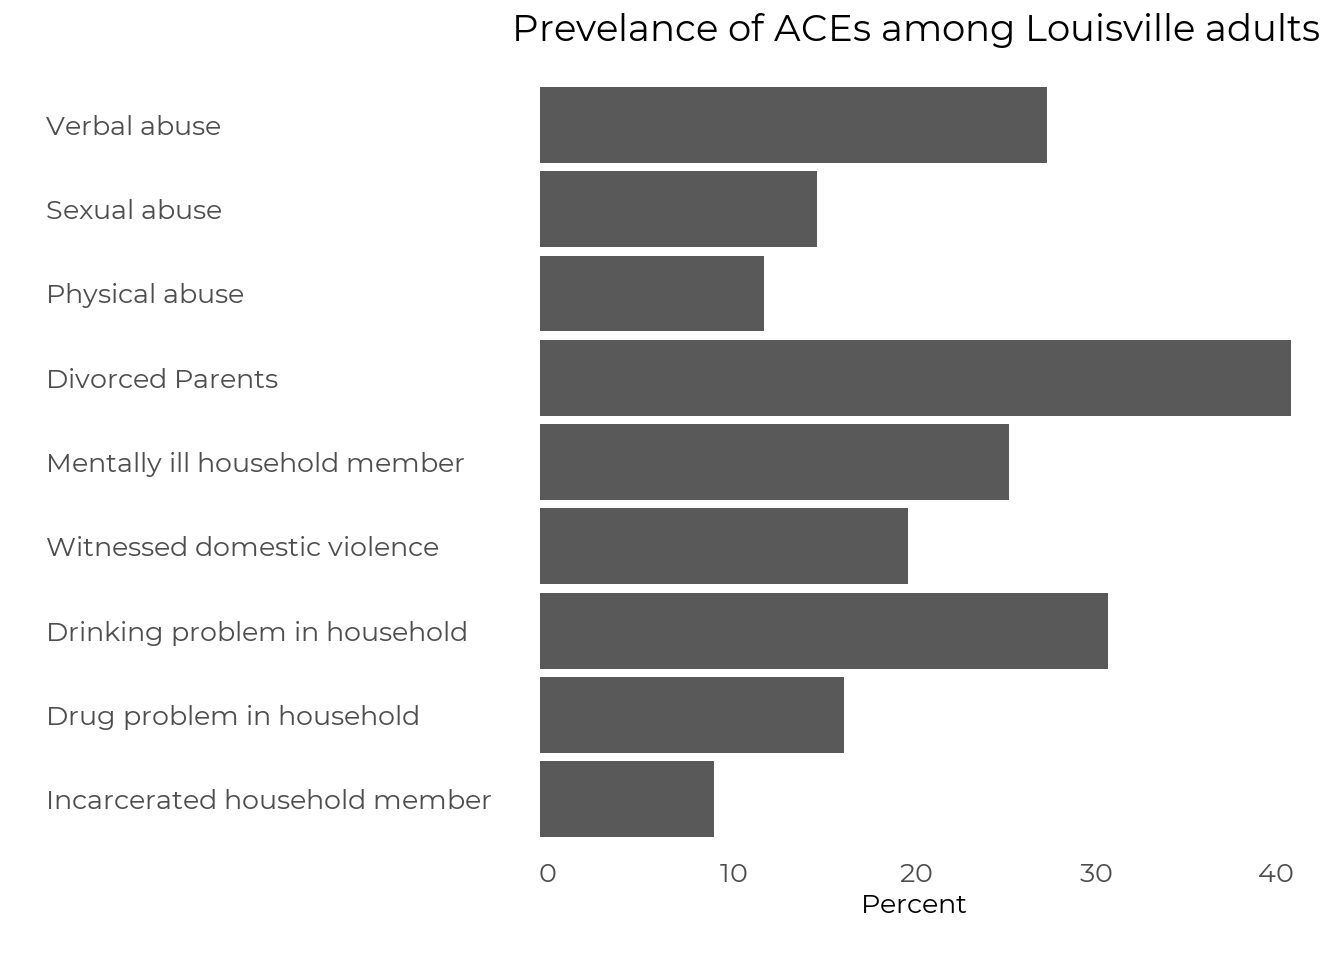 Prevelance of ACEs among Louisville adults
Verbal abuse
Sexual abuse
Physical abuse
Divorced Parents
Mentally ill household member
Witnessed domestic violence
Drinking problem in household
Drug problem in household
Incarcerated household member
0 10 20 30 40
Percent